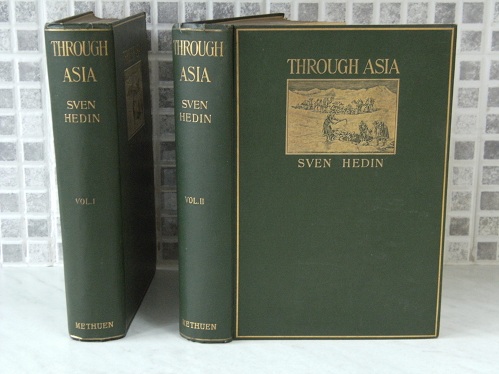 THROUGH
ASIA
SVEN
HEDIN
VOL. I
METHUEN
THROUGH
ASIA
SVEN
HEDIN
VOL. II
METHUEN
THROUGH ASIA
SVEN HEDIN